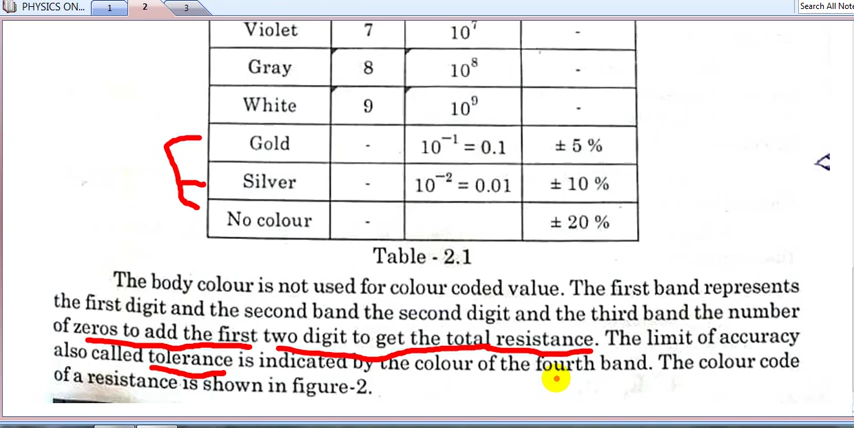 PHYSICS ON...
1
2
3
Search All Note
Violet 7 10⁷ -
Gray 8 10⁸ -
White 9 10⁹ -
Gold - 10⁻¹ = 0.1 ± 5 %
Silver - 10⁻² = 0.01 ± 10 %
No colour - ± 20 %
Table - 2.1
The body colour is not used for colour coded value. The first band represents
the first digit and the second band the second digit and the third band the number
of zeros to add the first two digit to get the total resistance. The limit of accuracy
also called tolerance is indicated by the colour of the fourth band. The colour code
of a resistance is shown in figure-2.